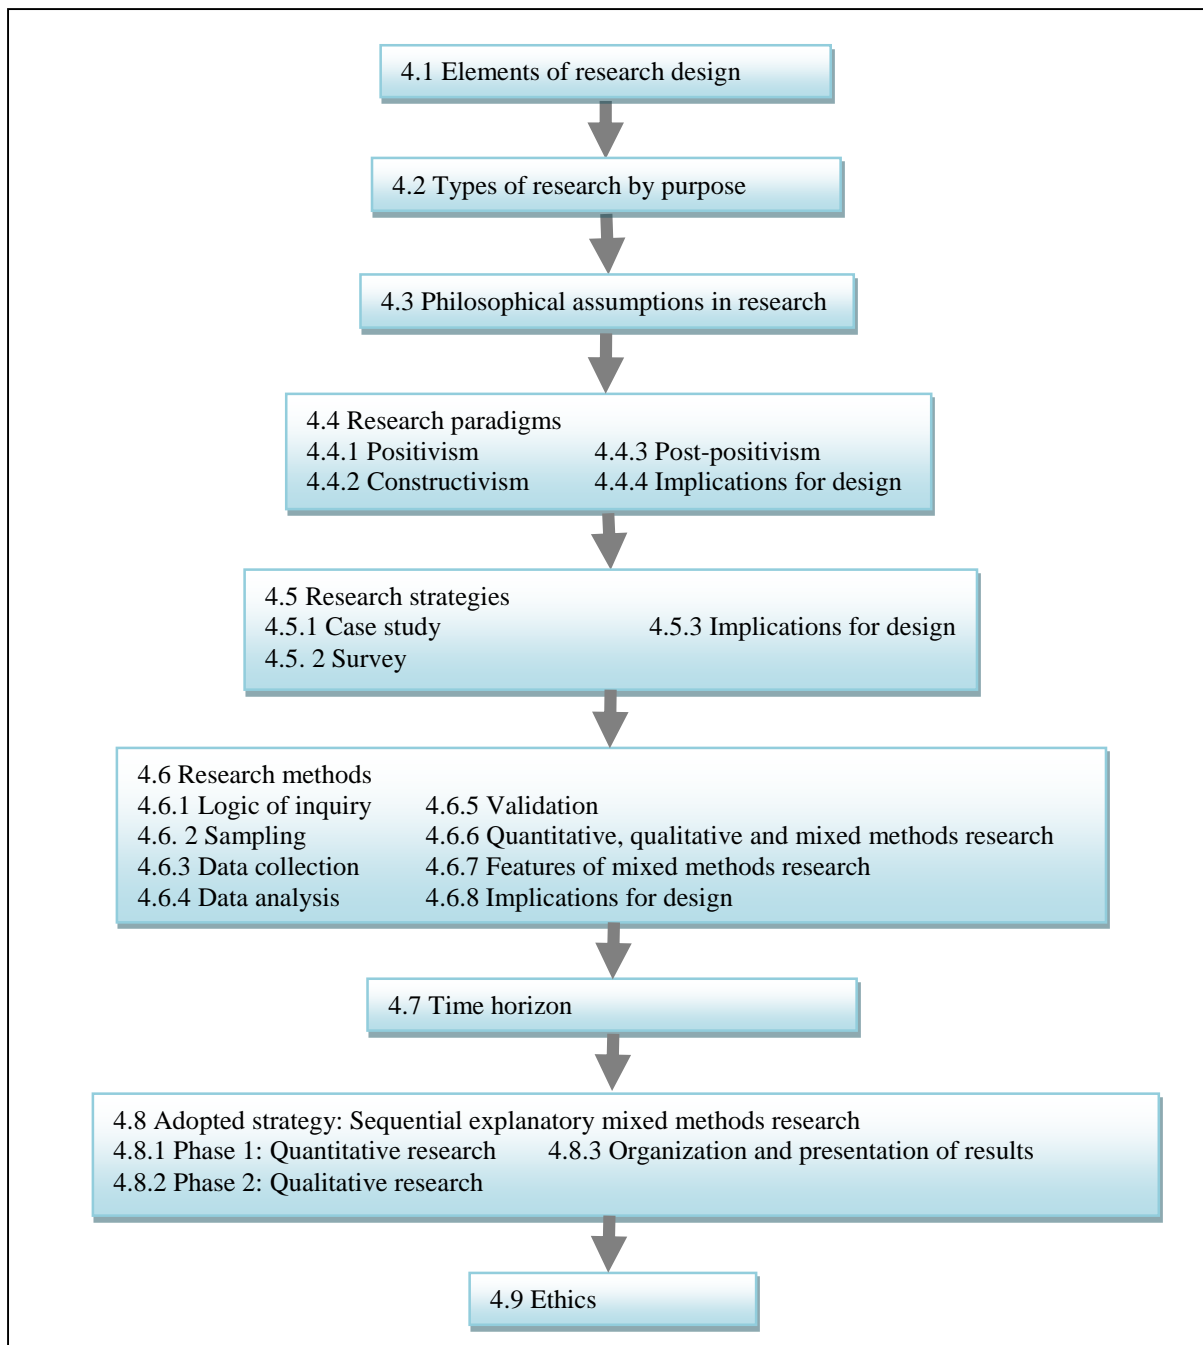 4.1 Elements of research design
4.2 Types of research by purpose
4.3 Philosophical assumptions in research
4.4 Research paradigms
4.4.1 Positivism 4.4.3 Post-positivism
4.4.2 Constructivism 4.4.4 Implications for design
4.5 Research strategies
4.5.1 Case study 4.5.3 Implications for design
4.5. 2 Survey
4.6 Research methods
4.6.1 Logic of inquiry 4.6.5 Validation
4.6. 2 Sampling 4.6.6 Quantitative, qualitative and mixed methods research
4.6.3 Data collection 4.6.7 Features of mixed methods research
4.6.4 Data analysis 4.6.8 Implications for design
4.7 Time horizon
4.8 Adopted strategy: Sequential explanatory mixed methods research
4.8.1 Phase 1: Quantitative research 4.8.3 Organization and presentation of results
4.8.2 Phase 2: Qualitative research
4.9 Ethics